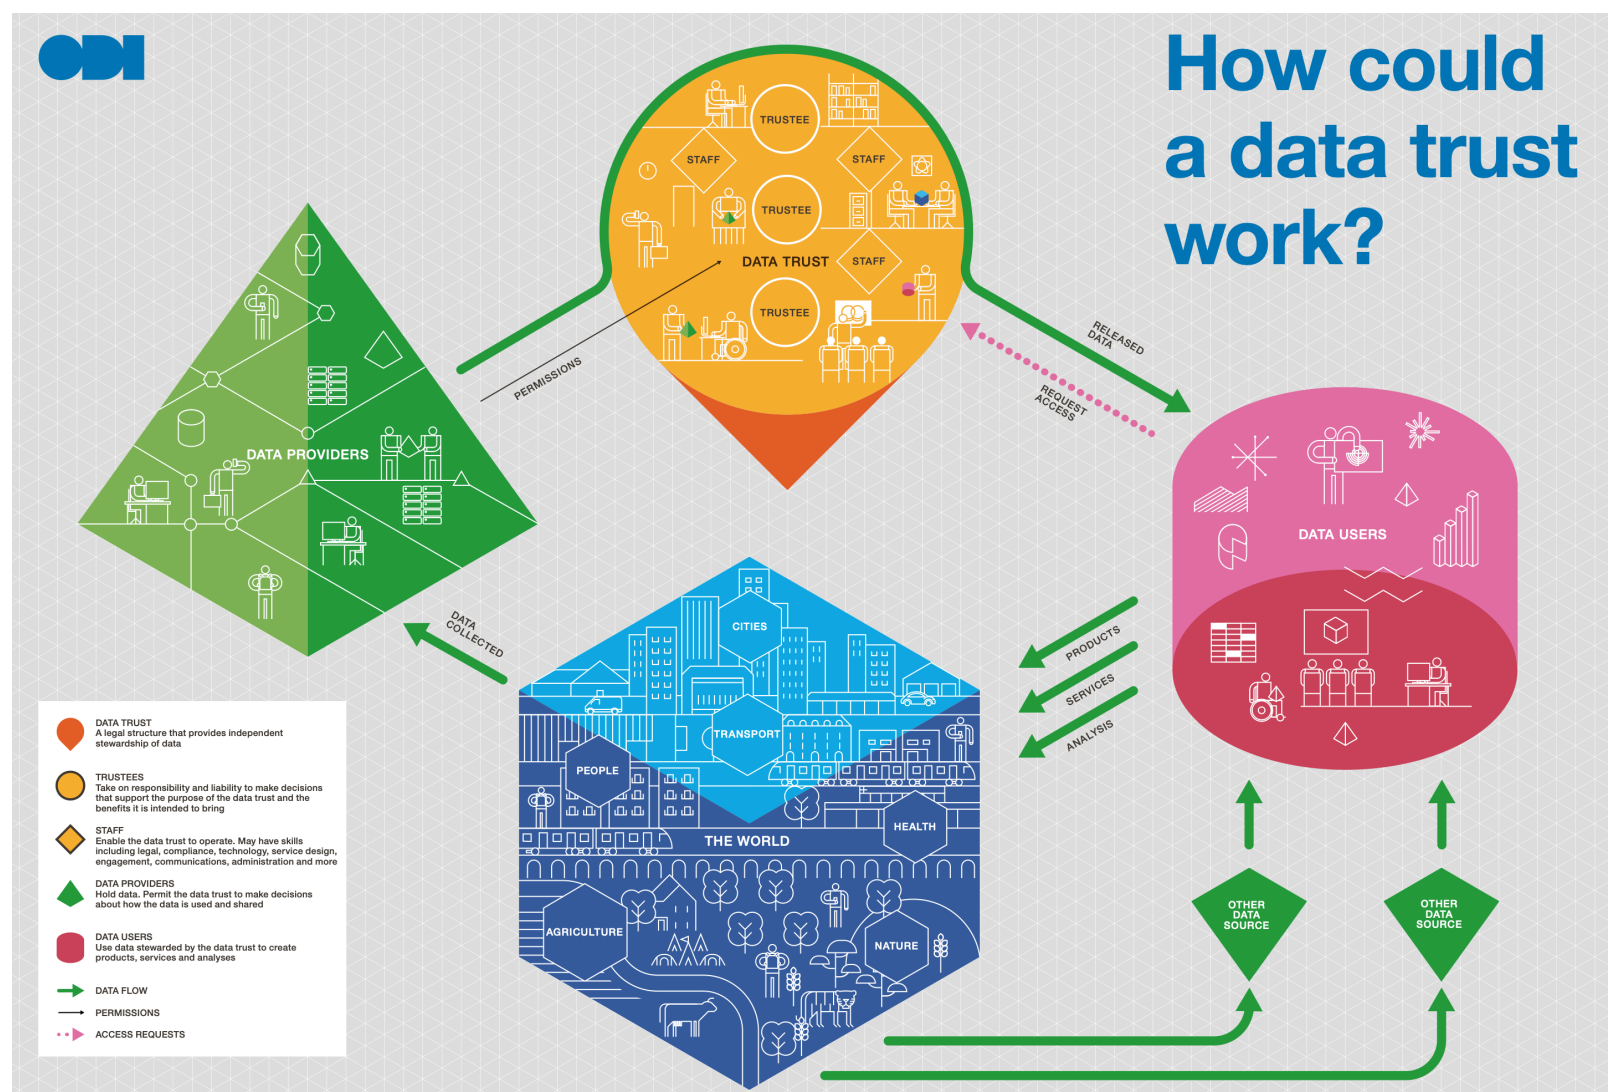 ODI
How could
a data trust
work?
TRUSTEE
STAFF
STAFF
TRUSTEE
DATA TRUST
STAFF
TRUSTEE
PERMISSIONS
RELEASED
DATA
REQUEST
ACCESS
DATA PROVIDERS
DATA USERS
DATA
COLLECTED
PRODUCTS
SERVICES
ANALYSIS
CITIES
TRANSPORT
PEOPLE
HEALTH
THE WORLD
AGRICULTURE
NATURE
OTHER
DATA
SOURCE
OTHER
DATA
SOURCE
DATA TRUST
A legal structure that provides independent
stewardship of data
TRUSTEES
Take on responsibility and liability to make decisions
that support the purpose of the data trust and the
benefits it is intended to bring
STAFF
Enable the data trust to operate. May have skills
including legal, compliance, technology, service design,
engagement, communications, administration and more
DATA PROVIDERS
Hold data. Permit the data trust to make decisions
about how the data is used and shared
DATA USERS
Use data stewarded by the data trust to create
products, services and analyses
DATA FLOW
PERMISSIONS
ACCESS REQUESTS